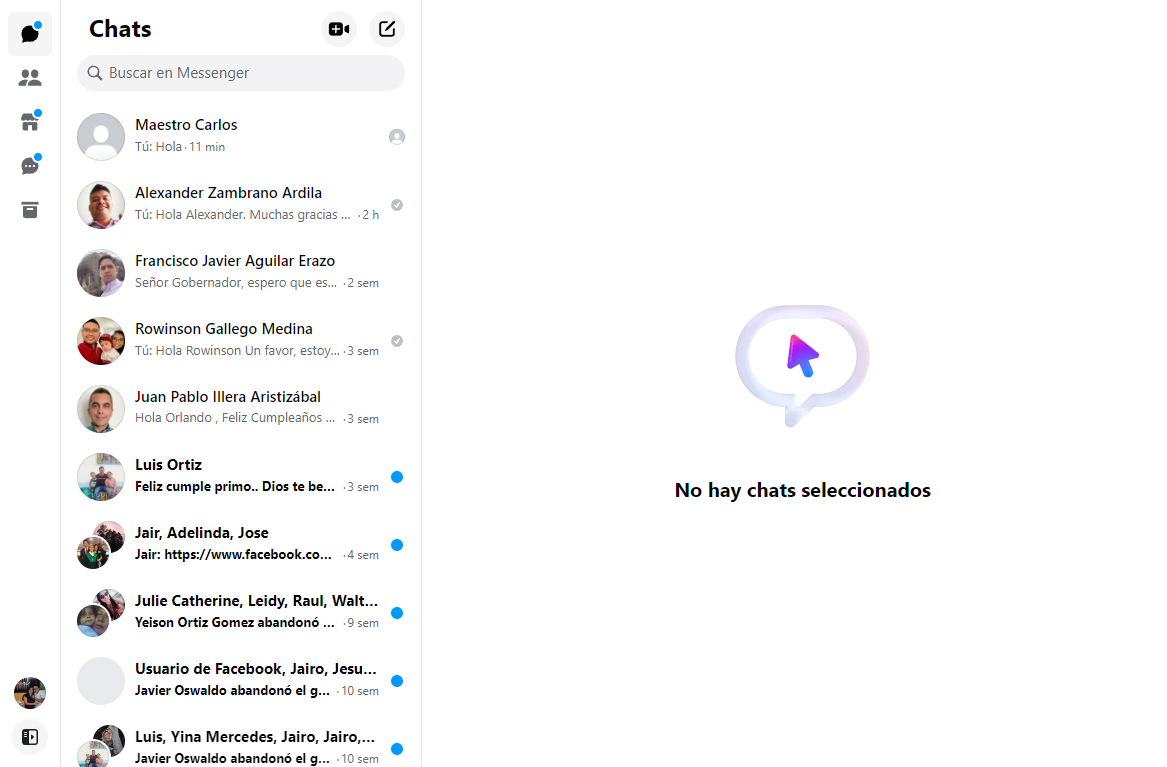 Chats
Buscar en Messenger
Maestro Carlos
Tú: Hola · 11 min
Alexander Zambrano Ardila
Tú: Hola Alexander. Muchas gracias ... · 2 h
Francisco Javier Aguilar Erazo
Señor Gobernador, espero que es... · 2 sem
Rowinson Gallego Medina
Tú: Hola Rowinson Un favor, estoy... · 3 sem
Juan Pablo Illera Aristizábal
Hola Orlando , Feliz Cumpleaños ... · 3 sem
Luis Ortiz
Feliz cumple primo.. Dios te be... · 3 sem
Jair, Adelinda, Jose
Jair: https://www.facebook.co... · 4 sem
Julie Catherine, Leidy, Raul, Walt...
Yeison Ortiz Gomez abandonó ... · 9 sem
Usuario de Facebook, Jairo, Jesu...
Javier Oswaldo abandonó el g... · 10 sem
Luis, Yina Mercedes, Jairo, Jairo,...
Javier Oswaldo abandonó el g... · 10 sem
No hay chats seleccionados